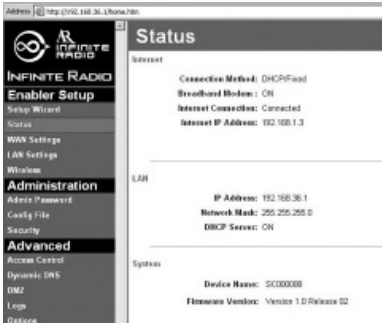 Address http://192.168.36.1/home.htm
INFINITE
RADIO
INFINITE RADIO
Enabler Setup
Setup Wizard
Status
WAN Settings
LAN Settings
Wireless
Administration
Admin Password
Config File
Security
Advanced
Access Control
Dynamic DNS
DMZ
Logs
Options
Status
Internet
Connection Method: DHCP/Fixed
Broadband Modem : ON
Internet Connection: Connected
Internet IP Address: 192.168.1.3
LAN
IP Address: 192.168.36.1
Network Mask: 255.255.255.0
DHCP Server: ON
System
Device Name: SC000088
Firmware Version: Version 1.0 Release 02